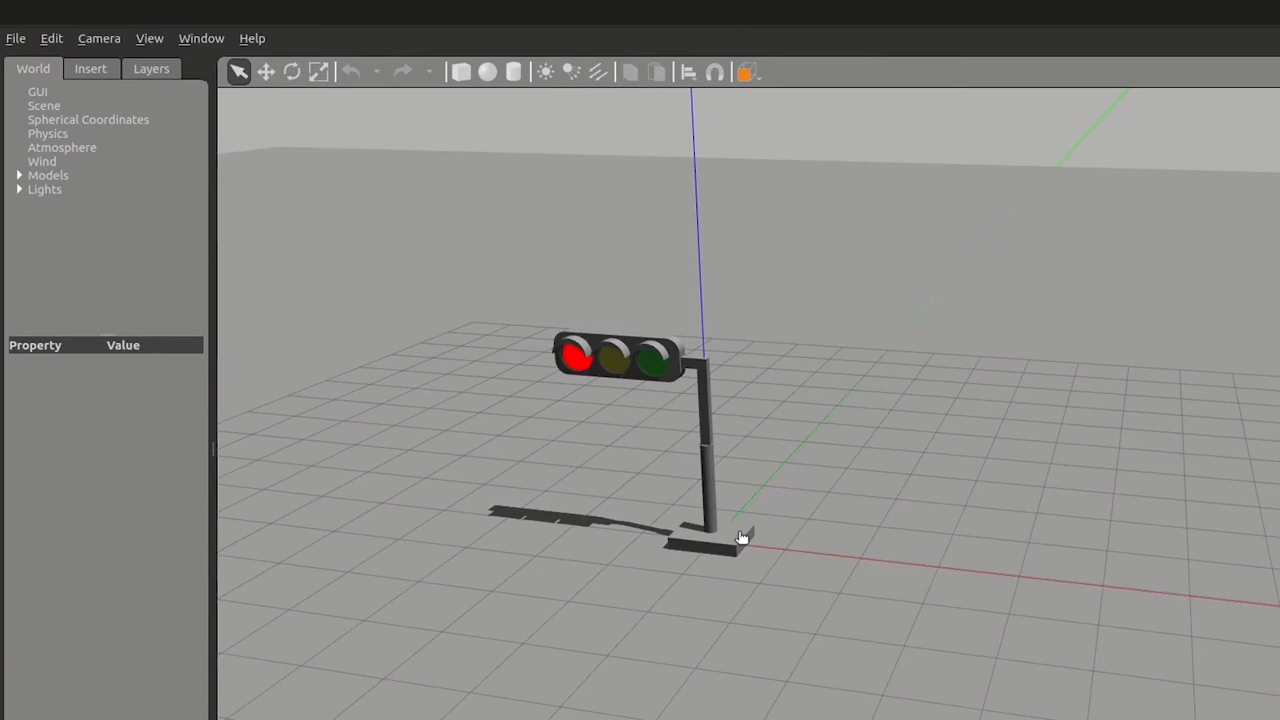 File Edit Camera View Window Help
World Insert Layers
GUI
Scene
Spherical Coordinates
Physics
Atmosphere
Wind
Models
Lights
Property Value